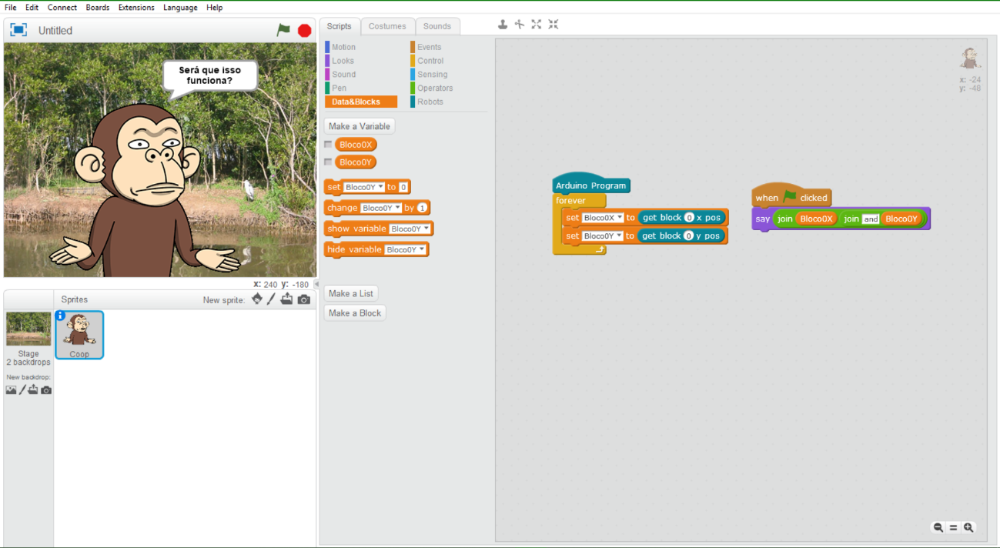 File Edit Connect Boards Extensions Language Help
Untitled
Será que isso
funciona?
X: 240 y: -180
Sprites New sprite:
Stage
2 backdrops
New backdrop:
Coop
Scripts Costumes Sounds
Motion Events
Looks Control
Sound Sensing
Pen Operators
Data&Blocks Robots
Make a Variable
Bloco0X
Bloco0Y
set Bloco0Y to 0
change Bloco0Y by 1
show variable Bloco0Y
hide variable Bloco0Y
Make a List
Make a Block
Arduino Program
forever
set Bloco0X to get block 0 x pos
set Bloco0Y to get block 0 y pos
when clicked
say join Bloco0X join and Bloco0Y
x: -24
y: -48